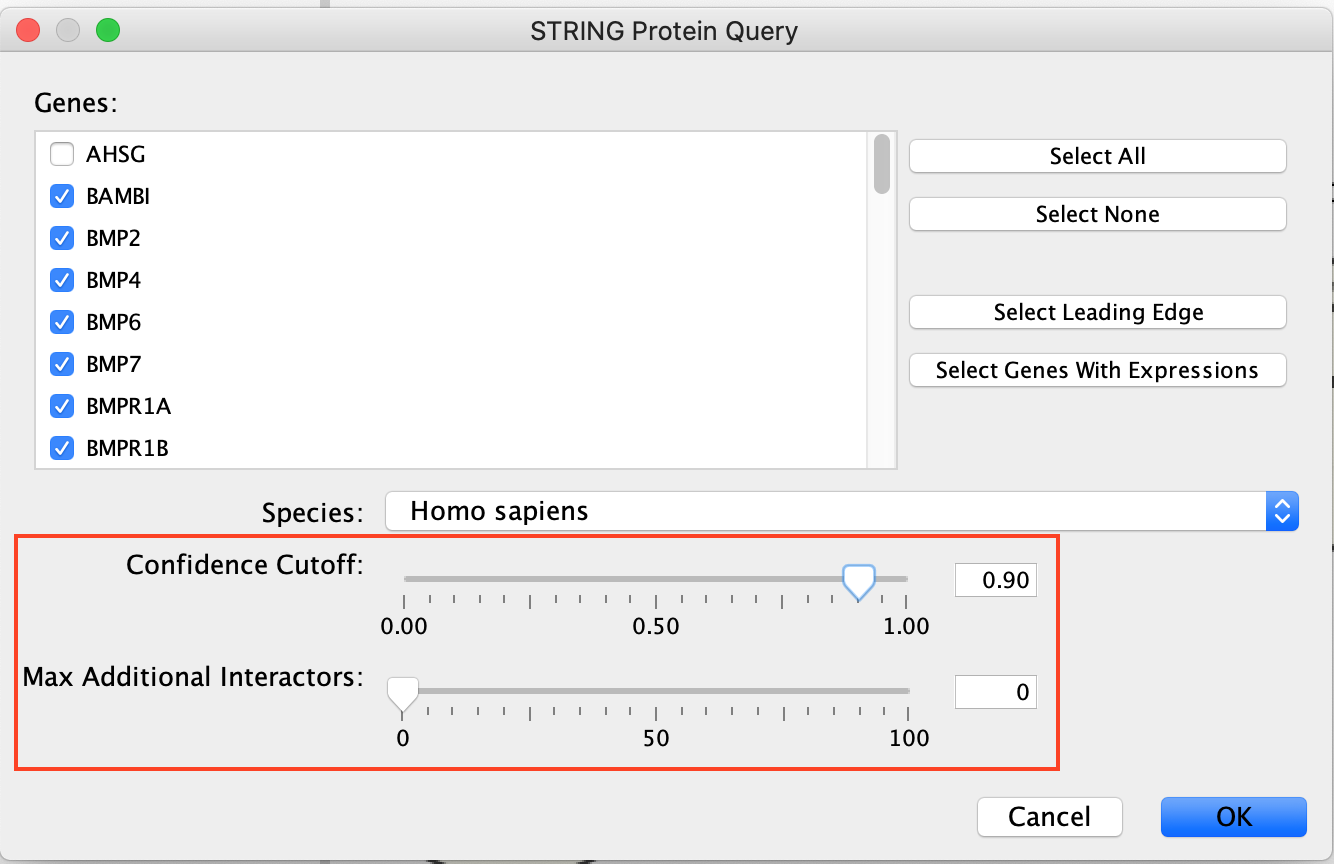 STRING Protein Query
Genes:
AHSG
BAMBI
BMP2
BMP4
BMP6
BMP7
BMPR1A
BMPR1B
Select All
Select None
Select Leading Edge
Select Genes With Expressions
Species: Homo sapiens
Confidence Cutoff: 0.90
0.00 0.50 1.00
Max Additional Interactors: 0
0 50 100
Cancel OK